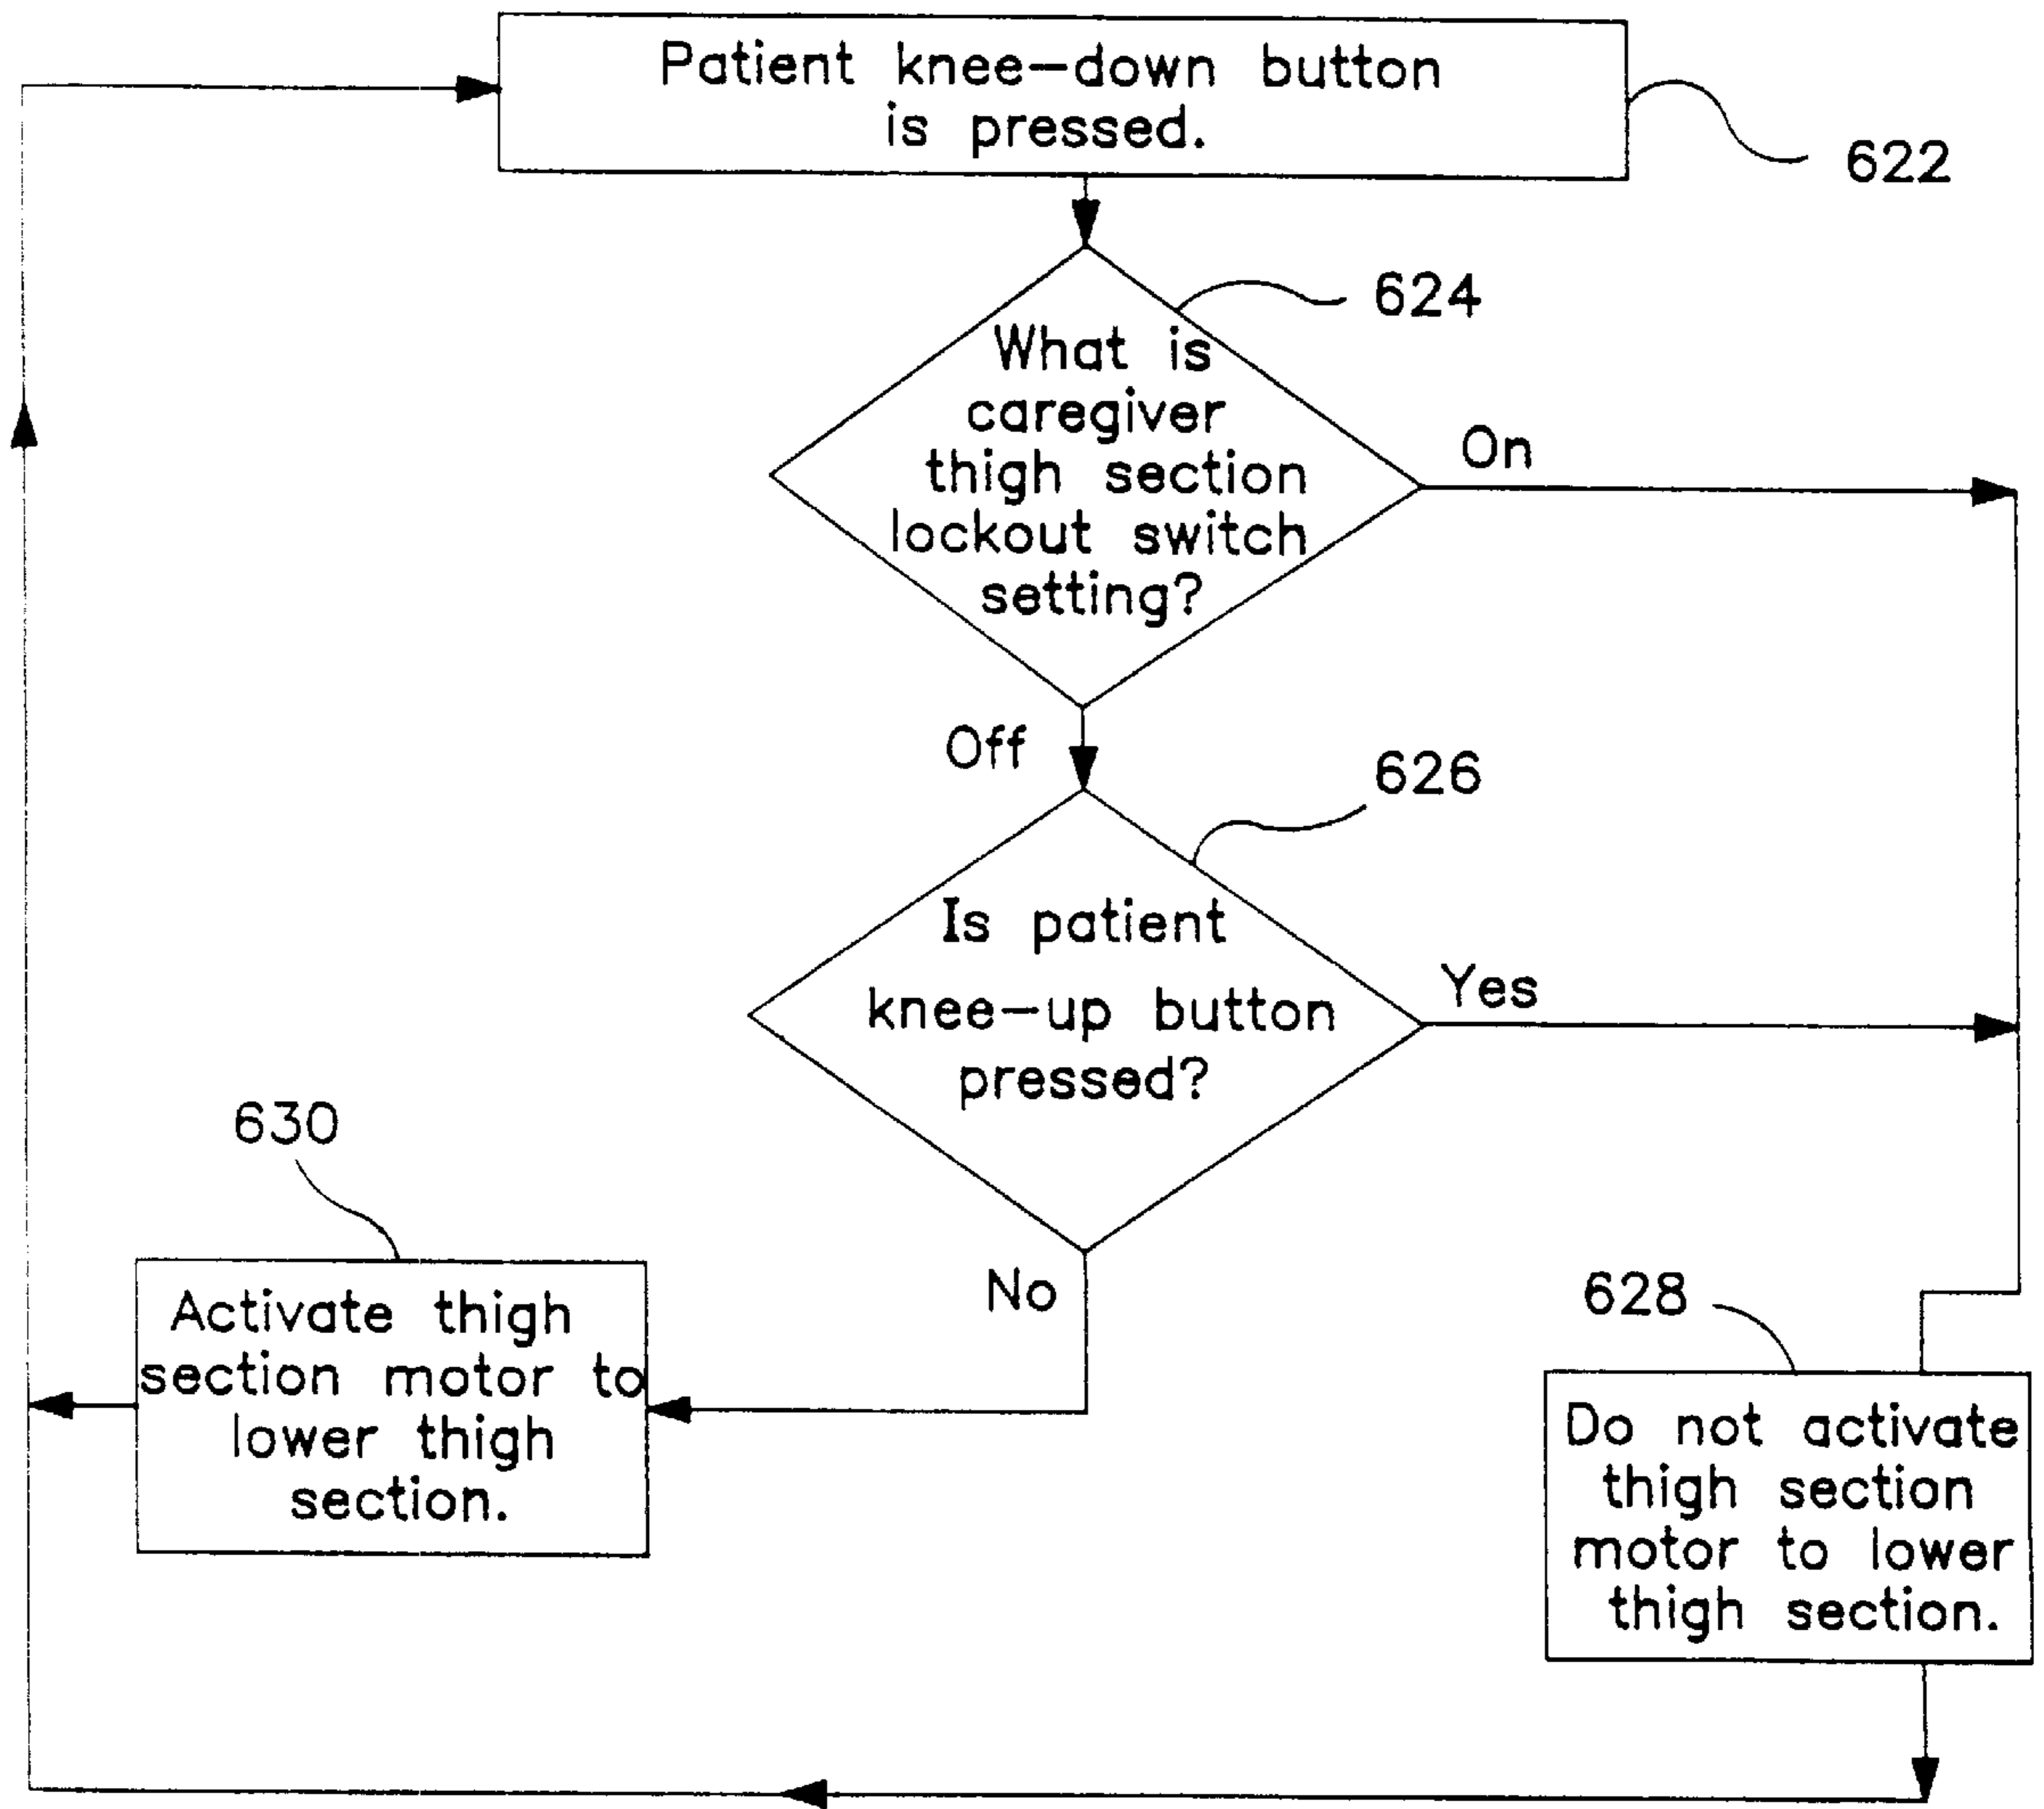 Patient knee-down button
is pressed.
622
624
What is
caregiver
thigh section
lockout switch
setting?
On
Off
626
Is patient
knee-up button
pressed?
Yes
No
630
Activate thigh
section motor to
lower thigh
section.
628
Do not activate
thigh section
motor to lower
thigh section.